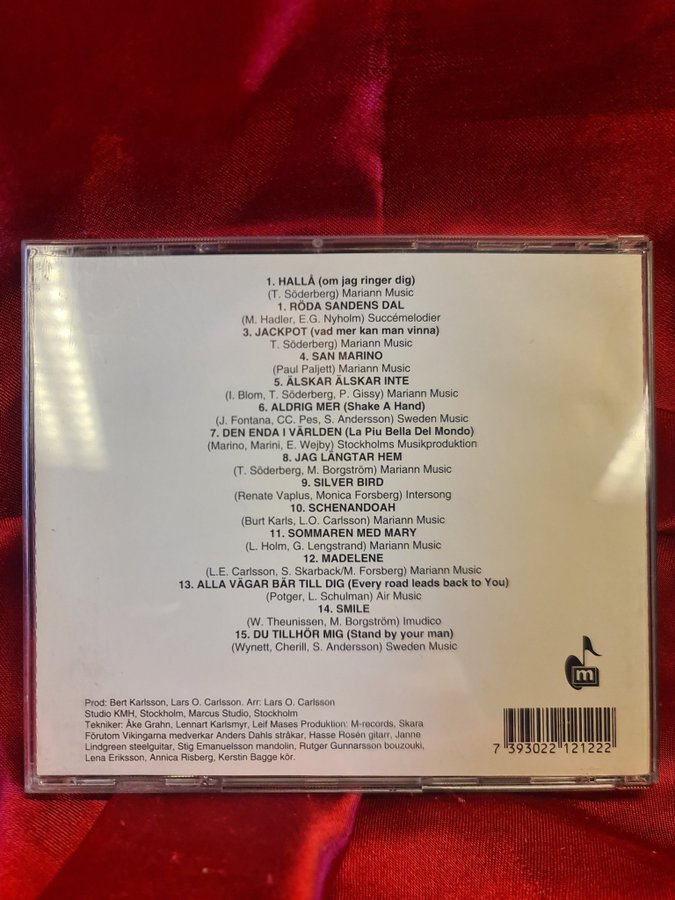 1. HALLÅ (om jag ringer dig)
(T. Söderberg) Mariann Music
1. RÖDA SANDENS DAL
(M. Hadler, E.G. Nyholm) Succémelodier
3. JACKPOT (vad mer kan man vinna)
T. Söderberg) Mariann Music
4. SAN MARINO
(Paul Paljett) Mariann Music
5. ÄLSKAR ÄLSKAR INTE
(I. Blom, T. Söderberg, P. Gissy) Mariann Music
6. ALDRIG MER (Shake A Hand)
(J. Fontana, CC. Pes, S. Andersson) Sweden Music
7. DEN ENDA I VÄRLDEN (La Piu Bella Del Mondo)
(Marino, Marini, E. Wejby) Stockholms Musikproduktion
8. JAG LÄNGTAR HEM
(T. Söderberg, M. Borgström) Mariann Music
9. SILVER BIRD
(Renate Vaplus, Monica Forsberg) Intersong
10. SCHENANDOAH
(Burt Karls, L.O. Carlsson) Mariann Music
11. SOMMAREN MED MARY
(L. Holm, G. Lengstrand) Mariann Music
12. MADELENE
(L.E. Carlsson, S. Skarback/M. Forsberg) Mariann Music
13. ALLA VÄGAR BÄR TILL DIG (Every road leads back to You)
(Potger, L. Schulman) Air Music
14. SMILE
(W. Theunissen, M. Borgström) Imudico
15. DU TILLHÖR MIG (Stand by your man)
(Wynett, Cherill, S. Andersson) Sweden Music
m
Prod: Bert Karlsson, Lars O. Carlsson. Arr: Lars O. Carlsson
Studio KMH, Stockholm, Marcus Studio, Stockholm
Tekniker: Åke Grahn, Lennart Karlsmyr, Leif Mases Produktion: M-records, Skara
Förutom Vikingarna medverkar Anders Dahls stråkar, Hasse Rosén gitarr, Janne
Lindgreen steelguitar, Stig Emanuelsson mandolin, Rutger Gunnarsson bouzouki,
Lena Eriksson, Annica Risberg, Kerstin Bagge kör.
7 393022 121222